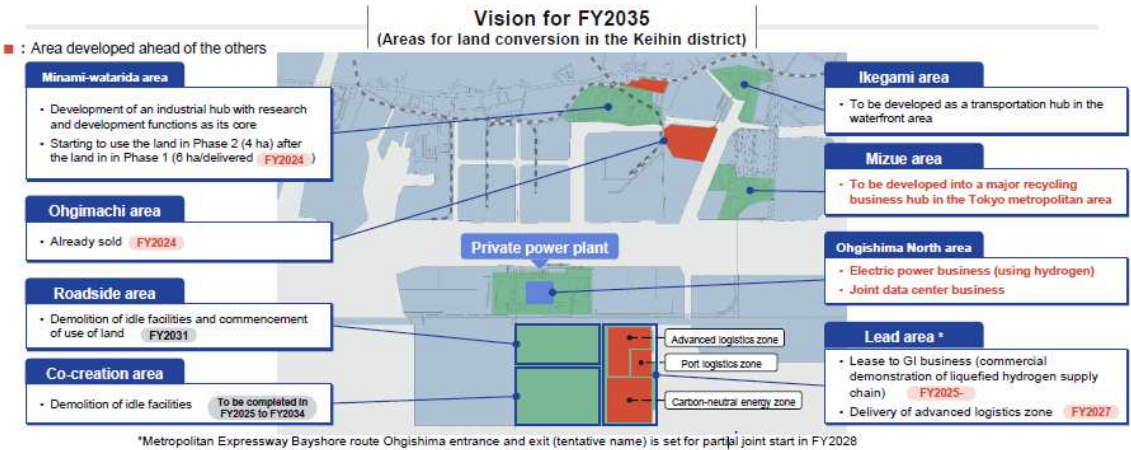 Vision for FY2035
(Areas for land conversion in the Keihin district)
■ : Area developed ahead of the others
Minami-watarida area
• Development of an industrial hub with research
and development functions as its core
• Starting to use the land in Phase 2 (4 ha) after
the land in in Phase 1 (6 ha/delivered FY2024 )
Ohgimachi area
• Already sold FY2024
Roadside area
• Demolition of idle facilities and commencement
of use of land FY2031
Co-creation area
• Demolition of idle facilities
To be completed in
FY2025 to FY2034
Private power plant
Advanced logistics zone
Port logistics zone
Carbon-neutral energy zone
Ikegami area
• To be developed as a transportation hub in the
waterfront area
Mizue area
• To be developed into a major recycling
business hub in the Tokyo metropolitan area
Ohgishima North area
• Electric power business (using hydrogen)
• Joint data center business
Lead area *
• Lease to GI business (commercial
demonstration of liquefied hydrogen supply
chain) FY2025-
• Delivery of advanced logistics zone FY2027
*Metropolitan Expressway Bayshore route Ohgishima entrance and exit (tentative name) is set for partial joint start in FY2028